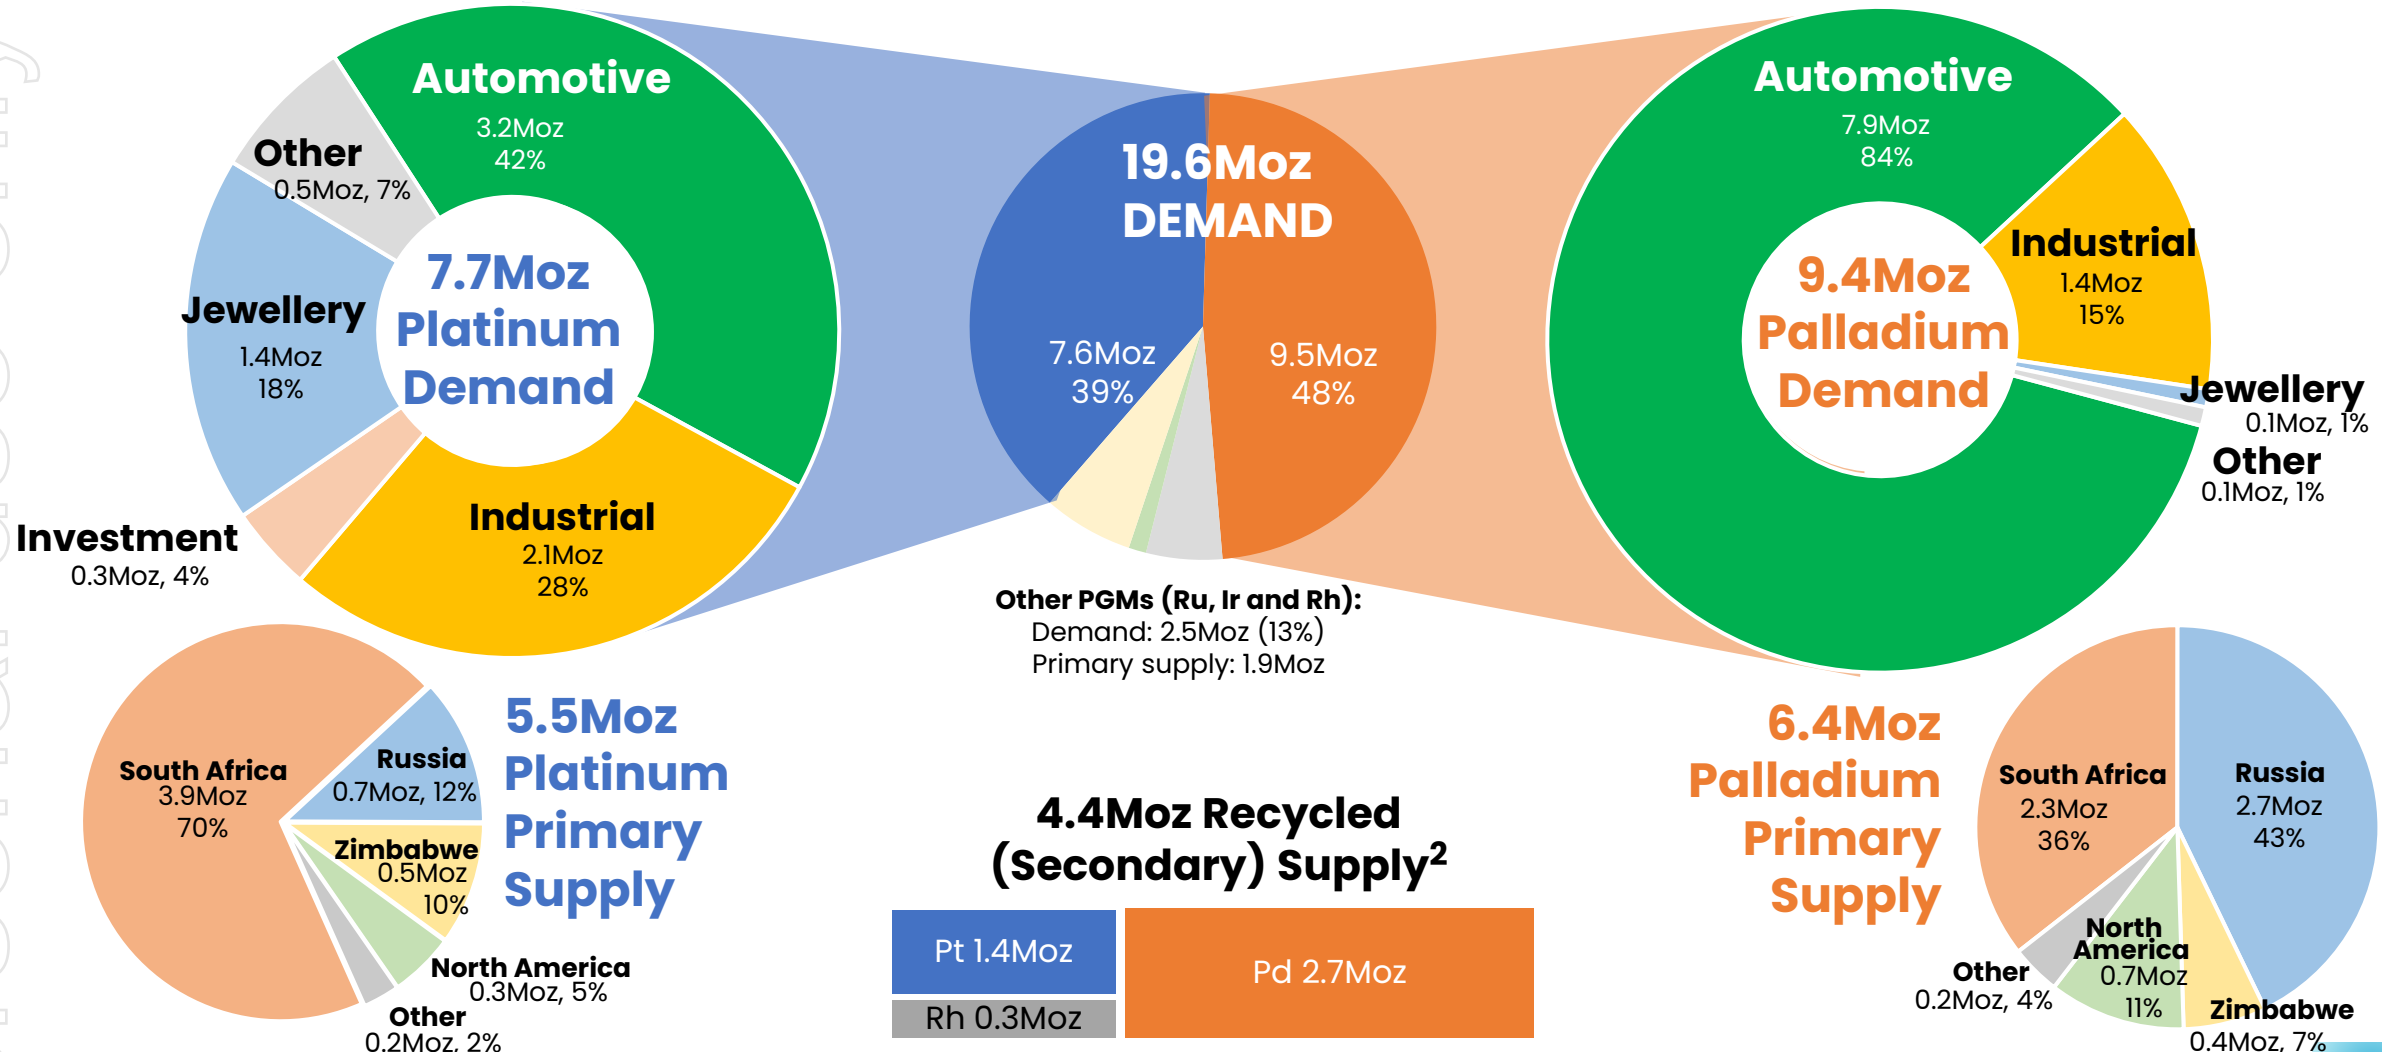 Automotive
3.2Moz
42%
Other
0.5Moz, 7%
Jewellery
1.4Moz
18%
Investment
0.3Moz, 4%
Industrial
2.1Moz
28%
7.7Moz
Platinum
Demand
19.6Moz
DEMAND
7.6Moz
39%
9.5Moz
48%
Other PGMs (Ru, Ir and Rh):
Demand: 2.5Moz (13%)
Primary supply: 1.9Moz
Automotive
7.9Moz
84%
Industrial
1.4Moz
15%
Jewellery
0.1Moz, 1%
Other
0.1Moz, 1%
9.4Moz
Palladium
Demand
South Africa
3.9Moz
70%
Russia
0.7Moz, 12%
Zimbabwe
0.5Moz
10%
North America
0.3Moz, 5%
Other
0.2Moz, 2%
5.5Moz
Platinum
Primary
Supply
4.4Moz Recycled
(Secondary) Supply²
Pt 1.4Moz
Rh 0.3Moz
Pd 2.7Moz
6.4Moz
Palladium
Primary
Supply
South Africa
2.3Moz
36%
Russia
2.7Moz
43%
North
America
0.7Moz
11%
Other
0.2Moz, 4%
Zimbabwe
0.4Moz, 7%